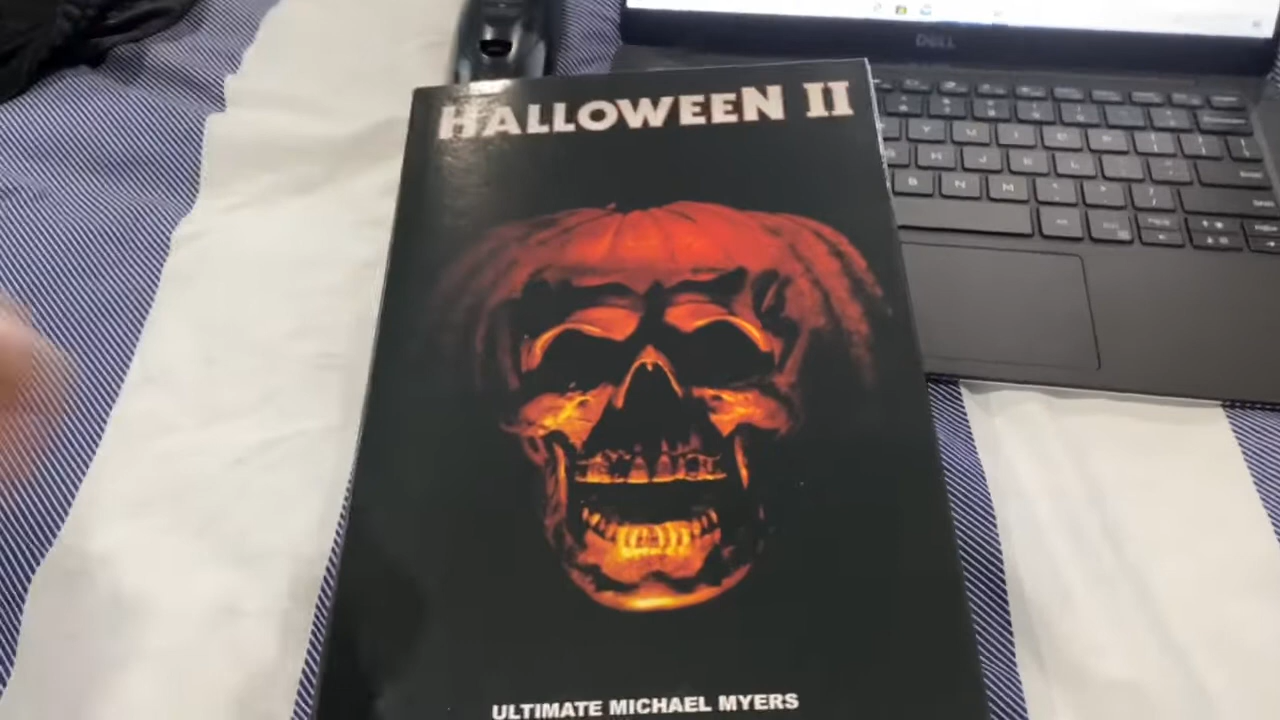 HALLOWEEN II
ULTIMATE MICHAEL MYERS
DELL
Y U
H J K L
B N M